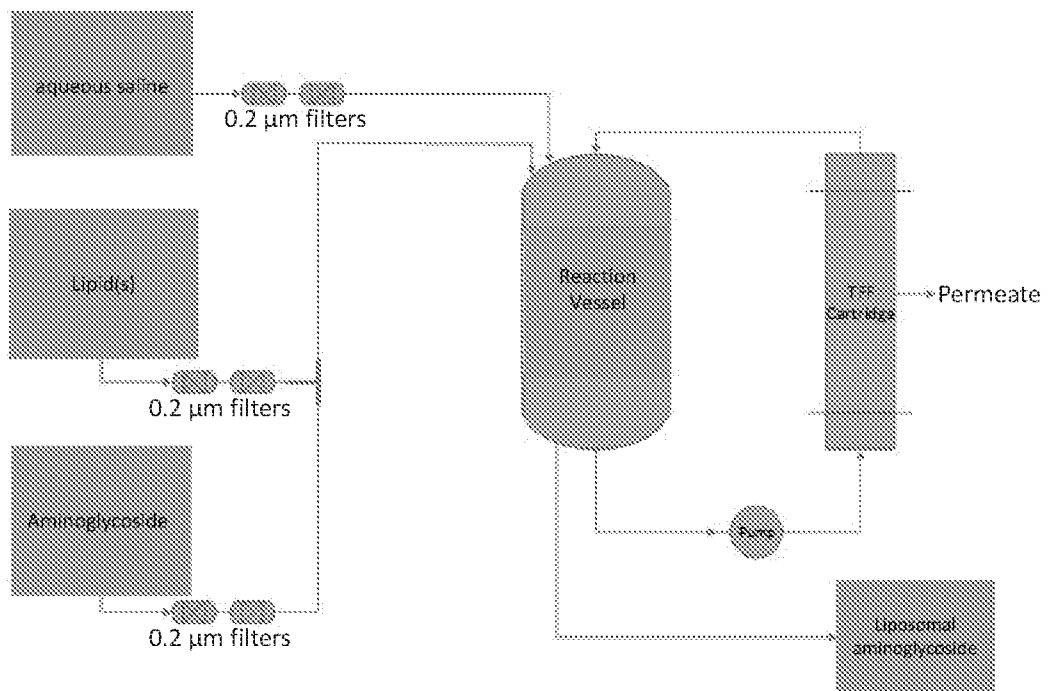 aqueous saline
0.2 µm filters
Lipid(s)
0.2 µm filters
Aminoglycoside
0.2 µm filters
Reaction
Vessel
TFF
Cartridge
Permeate
Pump
Liposomal
aminoglycoside